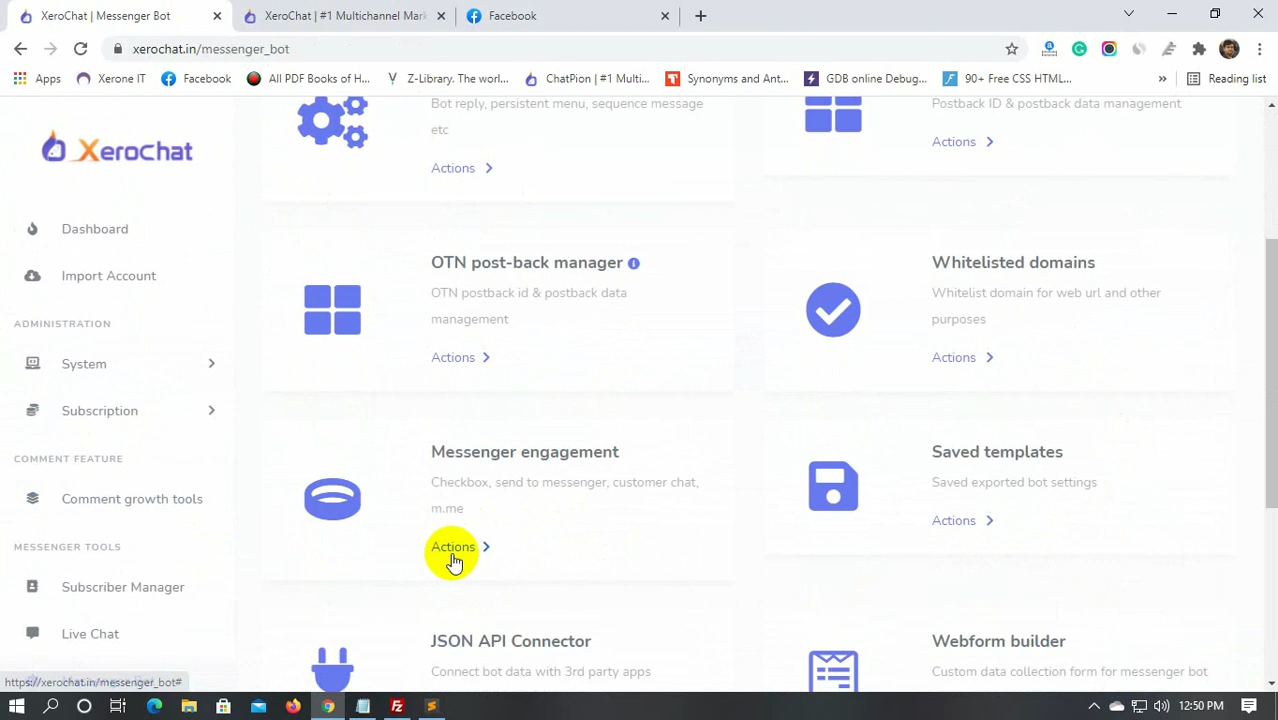 XeroChat | Messenger Bot
XeroChat | #1 Multichannel Mark
Facebook
xerochat.in/messenger_bot
Apps
Xerone IT
Facebook
All PDF Books of H...
Z-Library. The worl...
ChatPion | #1 Multi...
Synonyms and Ant...
GDB online Debug...
90+ Free CSS HTML...
»
Reading list
XeroChat
Dashboard
Import Account
ADMINISTRATION
System
Subscription
COMMENT FEATURE
Comment growth tools
MESSENGER TOOLS
Subscriber Manager
Live Chat
Bot reply, persistent menu, sequence message
etc
Actions
Postback ID & postback data management
Actions
OTN post-back manager
OTN postback id & postback data
management
Actions
Whitelisted domains
Whitelist domain for web url and other
purposes
Actions
Messenger engagement
Checkbox, send to messenger, customer chat,
m.me
Actions
Saved templates
Saved exported bot settings
Actions
JSON API Connector
Connect bot data with 3rd party apps
Webform builder
Custom data collection form for messenger bot
https://xerochat.in/messenger_bot#
12:50 PM